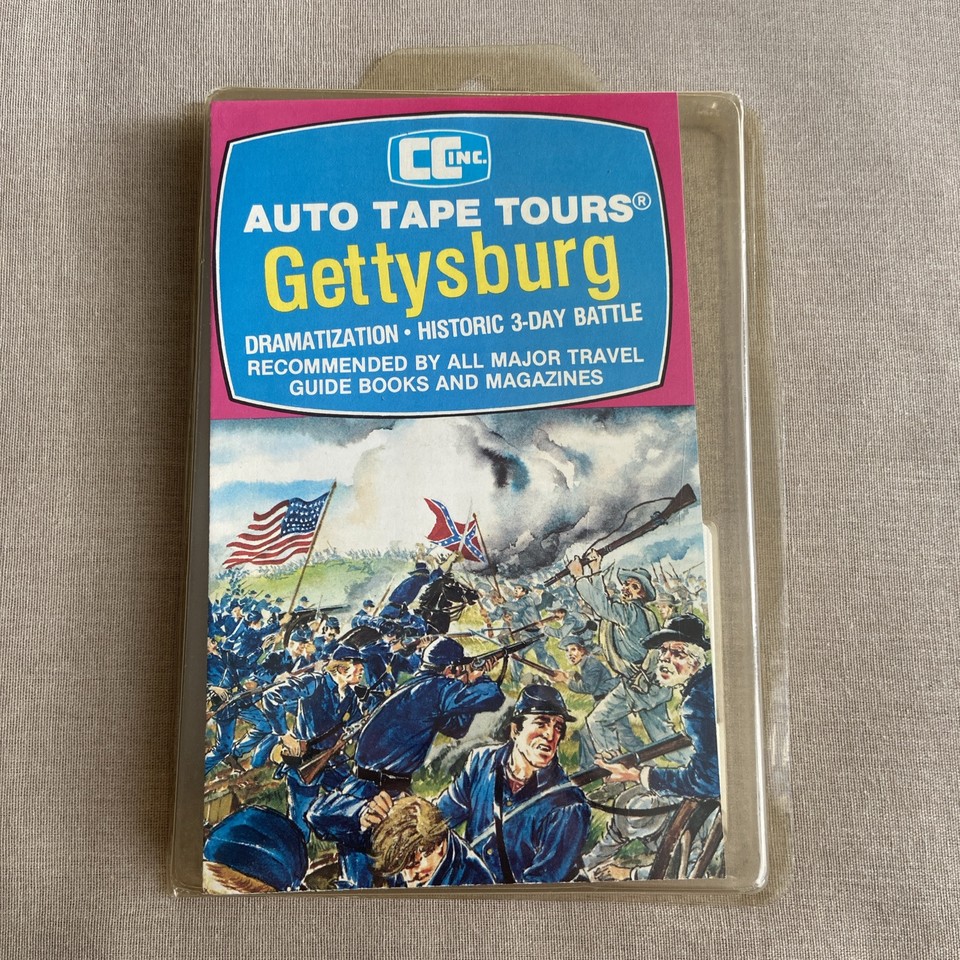 CC INC.
AUTO TAPE TOURS®
Gettysburg
DRAMATIZATION • HISTORIC 3-DAY BATTLE
RECOMMENDED BY ALL MAJOR TRAVEL
GUIDE BOOKS AND MAGAZINES